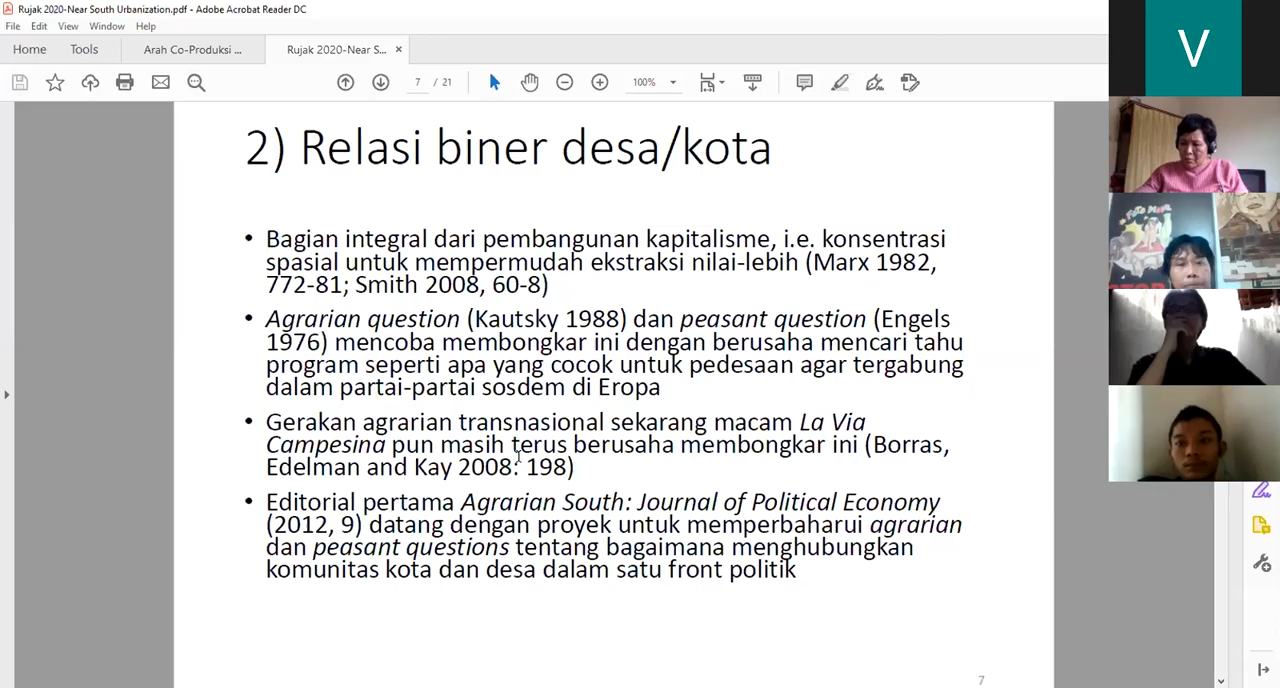 Rujak 2020-Near South Urbanization.pdf - Adobe Acrobat Reader DC
File Edit View Window Help
Home Tools Arah Co-Produksi ... Rujak 2020-Near S... ×
7 / 21 100%
V
2) Relasi biner desa/kota
• Bagian integral dari pembangunan kapitalisme, i.e. konsentrasi
spasial untuk mempermudah ekstraksi nilai-lebih (Marx 1982,
772-81; Smith 2008, 60-8)
• Agrarian question (Kautsky 1988) dan peasant question (Engels
1976) mencoba membongkar ini dengan berusaha mencari tahu
program seperti apa yang cocok untuk pedesaan agar tergabung
dalam partai-partai sosdem di Eropa
• Gerakan agrarian transnasional sekarang macam La Via
Campesina pun masih terus berusaha membongkar ini (Borras,
Edelman and Kay 2008: 198)
• Editorial pertama Agrarian South: Journal of Political Economy
(2012, 9) datang dengan proyek untuk memperbaharui agrarian
dan peasant questions tentang bagaimana menghubungkan
komunitas kota dan desa dalam satu front politik
7